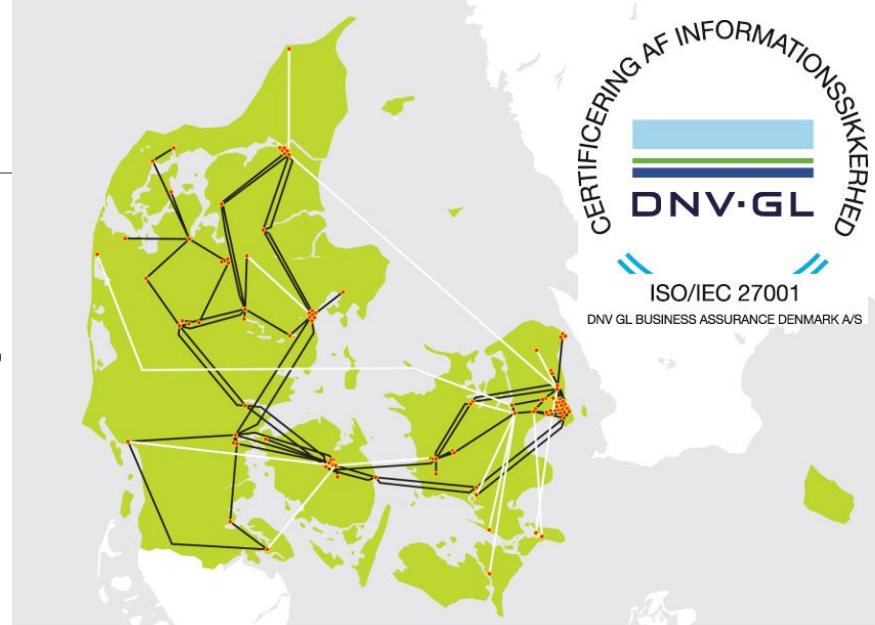 CERTIFICERING AF INFORMATIONSSIKKERHED
DNV·GL
ISO/IEC 27001
DNV GL BUSINESS ASSURANCE DENMARK A/S